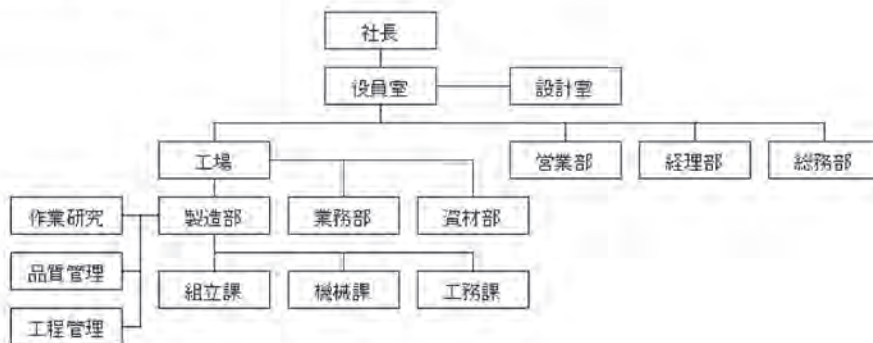 社長
役員室
設計室
工場
営業部
経理部
総務部
作業研究
製造部
業務部
資材部
品質管理
組立課
機械課
工務課
工程管理